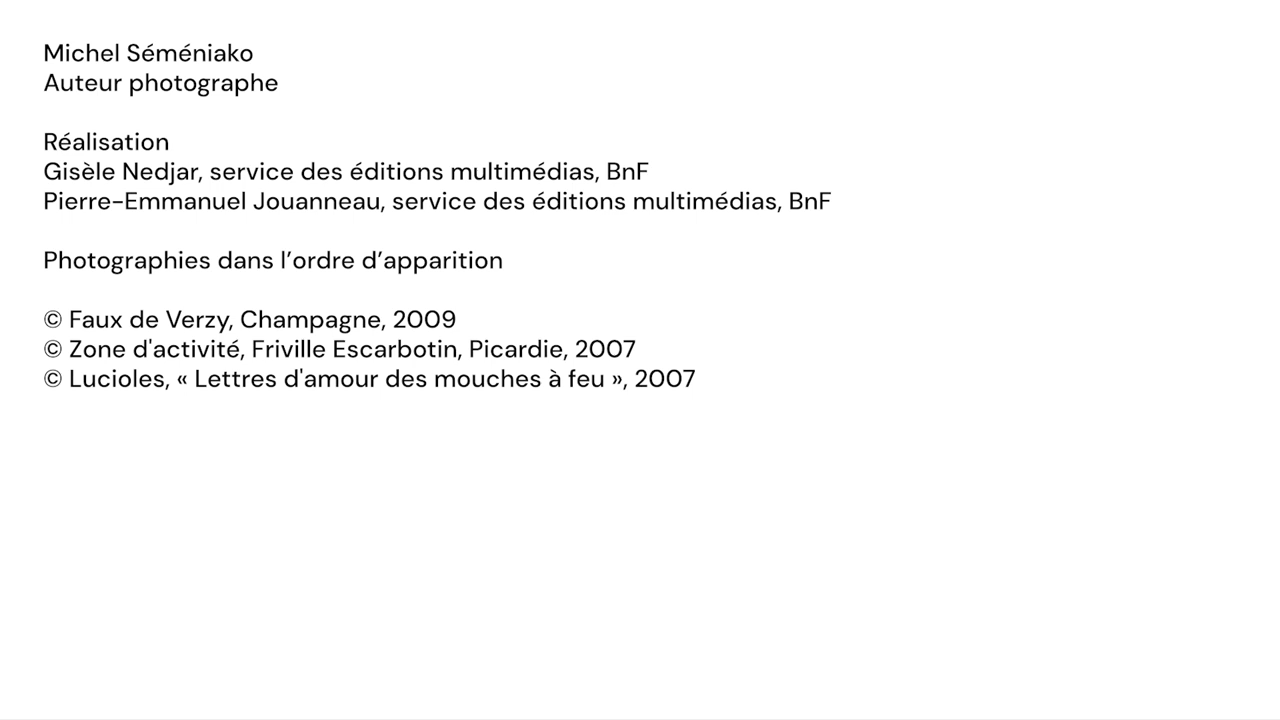 Michel Séméniako
Auteur photographe
Réalisation
Gisèle Nedjar, service des éditions multimédias, BnF
Pierre-Emmanuel Jouanneau, service des éditions multimédias, BnF
Photographies dans l’ordre d’apparition
© Faux de Verzy, Champagne, 2009
© Zone d'activité, Friville Escarbotin, Picardie, 2007
© Lucioles, « Lettres d'amour des mouches à feu », 2007